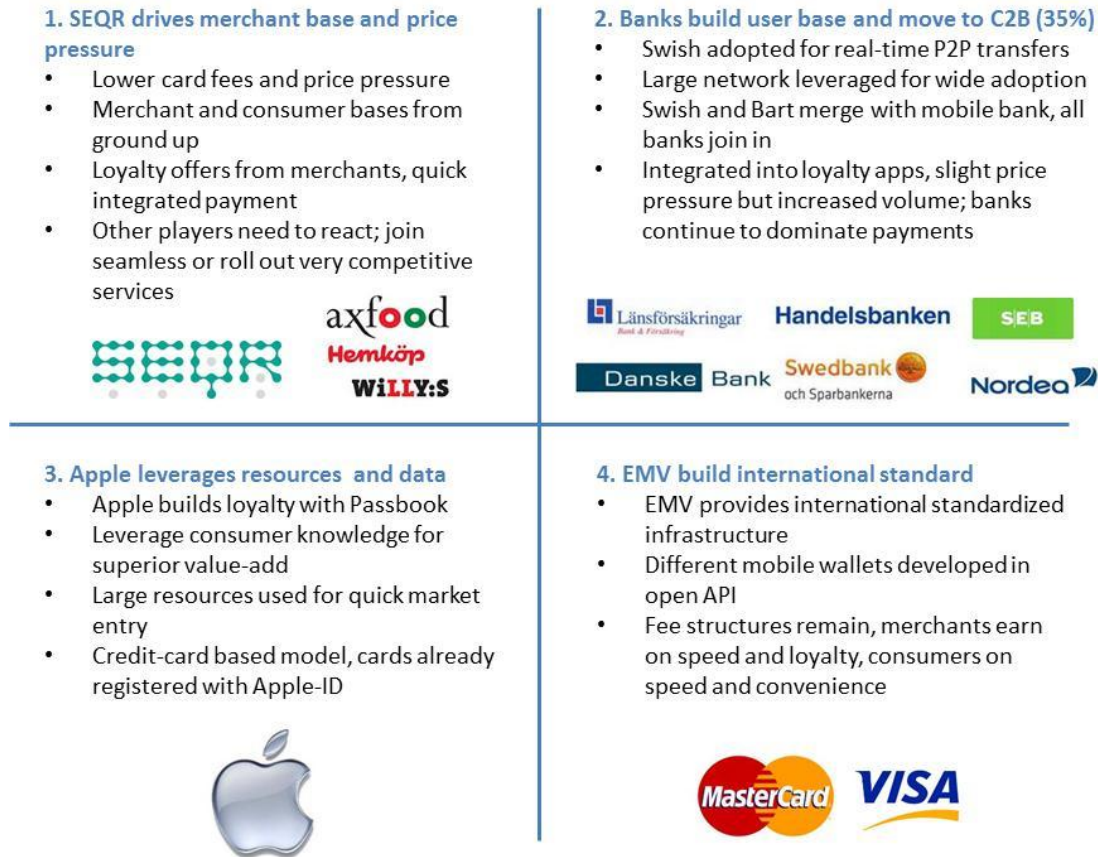 1. SEQR drives merchant base and price
pressure
• Lower card fees and price pressure
• Merchant and consumer bases from
ground up
• Loyalty offers from merchants, quick
integrated payment
• Other players need to react; join
seamless or roll out very competitive
services
axfood
Hemköp
WiLLY:S
SEQR
2. Banks build user base and move to C2B (35%)
• Swish adopted for real-time P2P transfers
• Large network leveraged for wide adoption
• Swish and Bart merge with mobile bank, all
banks join in
• Integrated into loyalty apps, slight price
pressure but increased volume; banks
continue to dominate payments
Länsförsäkringar
Bank & Försäkring
Handelsbanken
SEB
Danske Bank
Swedbank
och Sparbankerna
Nordea
3. Apple leverages resources and data
• Apple builds loyalty with Passbook
• Leverage consumer knowledge for
superior value-add
• Large resources used for quick market
entry
• Credit-card based model, cards already
registered with Apple-ID
4. EMV build international standard
• EMV provides international standardized
infrastructure
• Different mobile wallets developed in
open API
• Fee structures remain, merchants earn
on speed and loyalty, consumers on
speed and convenience
MasterCard
VISA